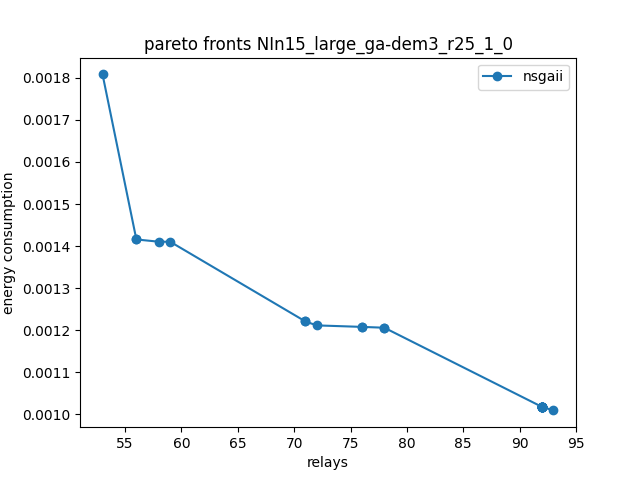 pareto fronts NIn15_large_ga-dem3_r25_1_0
nsgaii
0.0018
0.0017
0.0016
0.0015
0.0014
0.0013
0.0012
0.0011
0.0010
energy consumption
55 60 65 70 75 80 85 90 95
relays